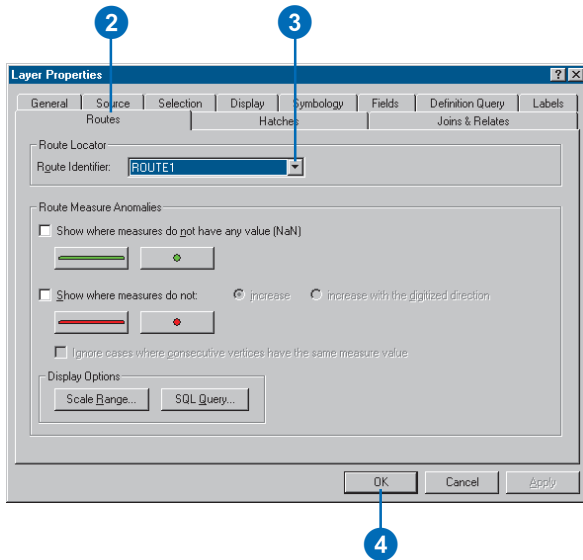 2
3
Layer Properties
General Source Selection Display Symbology Fields Definition Query Labels
Routes Hatches Joins & Relates
Route Locator
Route Identifier: ROUTE1
Route Measure Anomalies
Show where measures do not have any value (NaN)
Show where measures do not: increase increase with the digitized direction
Ignore cases where consecutive vertices have the same measure value
Display Options
Scale Range... SQL Query...
OK Cancel Apply
4